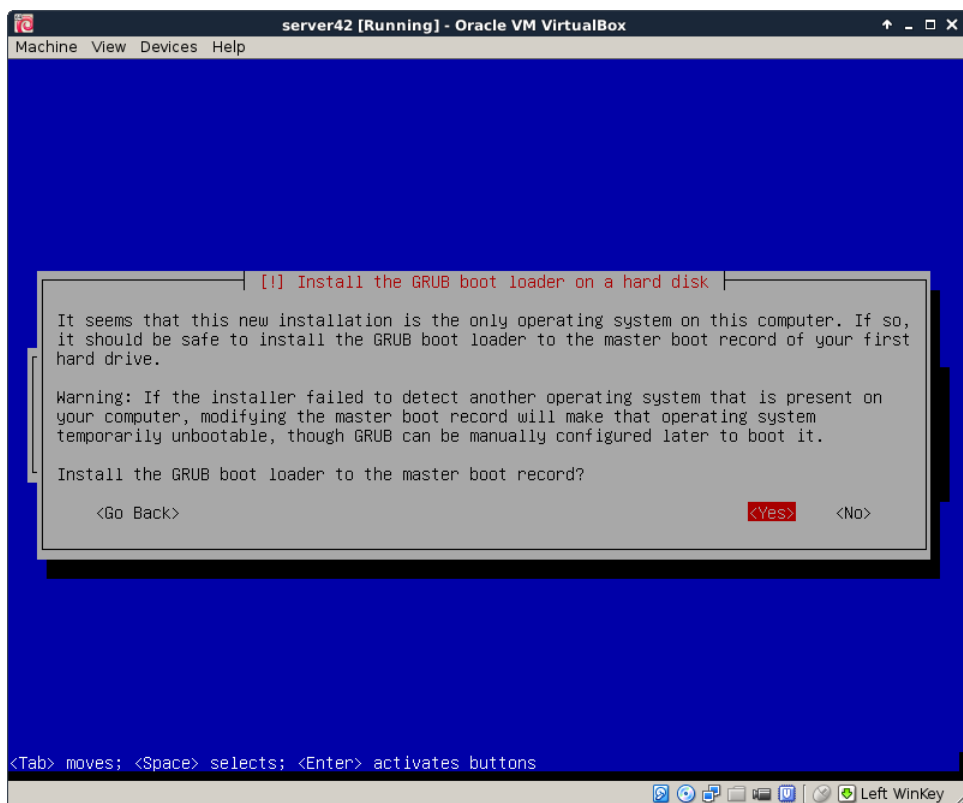 server42 [Running] - Oracle VM VirtualBox
Machine View Devices Help
[!] Install the GRUB boot loader on a hard disk
It seems that this new installation is the only operating system on this computer. If so,
it should be safe to install the GRUB boot loader to the master boot record of your first
hard drive.
Warning: If the installer failed to detect another operating system that is present on
your computer, modifying the master boot record will make that operating system
temporarily unbootable, though GRUB can be manually configured later to boot it.
Install the GRUB boot loader to the master boot record?
<Go Back> <Yes> <No>
<Tab> moves; <Space> selects; <Enter> activates buttons
Left WinKey